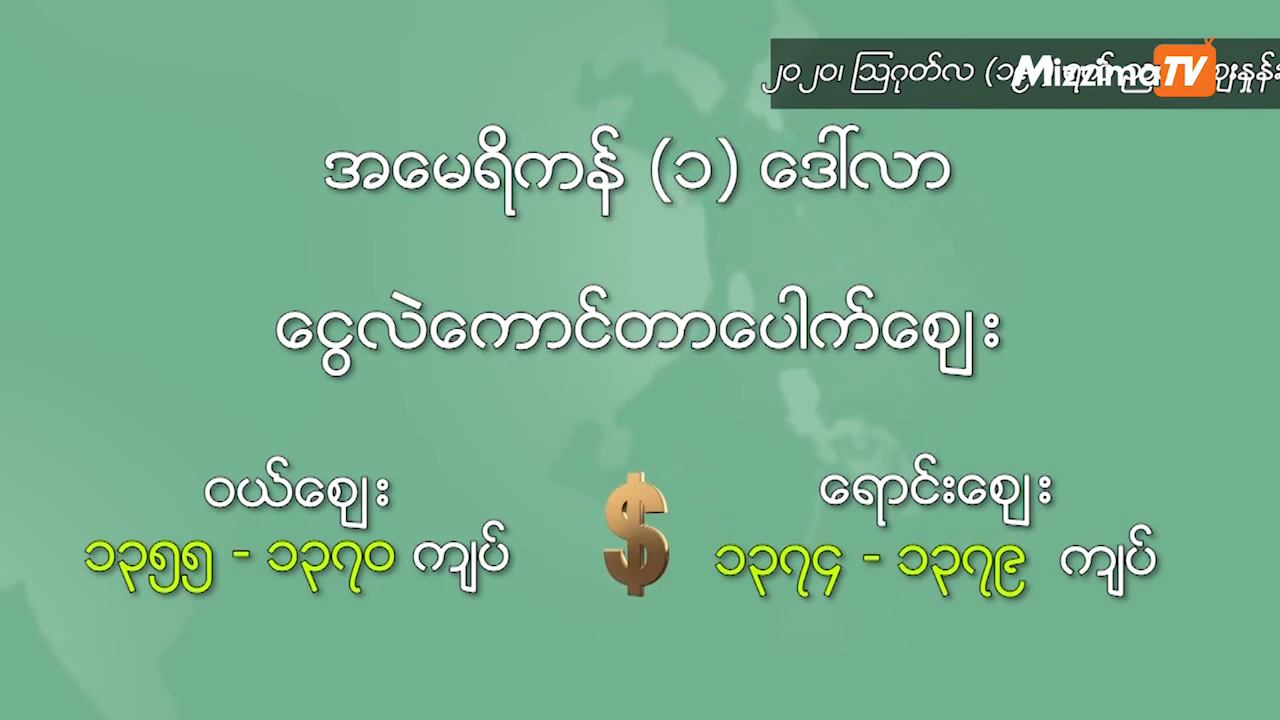 ၂၀၂၀၊ ဩဂုတ်လ
Mizzima TV
အမေရိကန် (၁) ဒေါ်လာ
ငွေလဲကောင်တာပေါက်ဈေး
ဝယ်ဈေး
၁၃၅၅ - ၁၃၇၀ ကျပ်
$
ရောင်းဈေး
၁၃၇၄ - ၁၃၇၉ ကျပ်